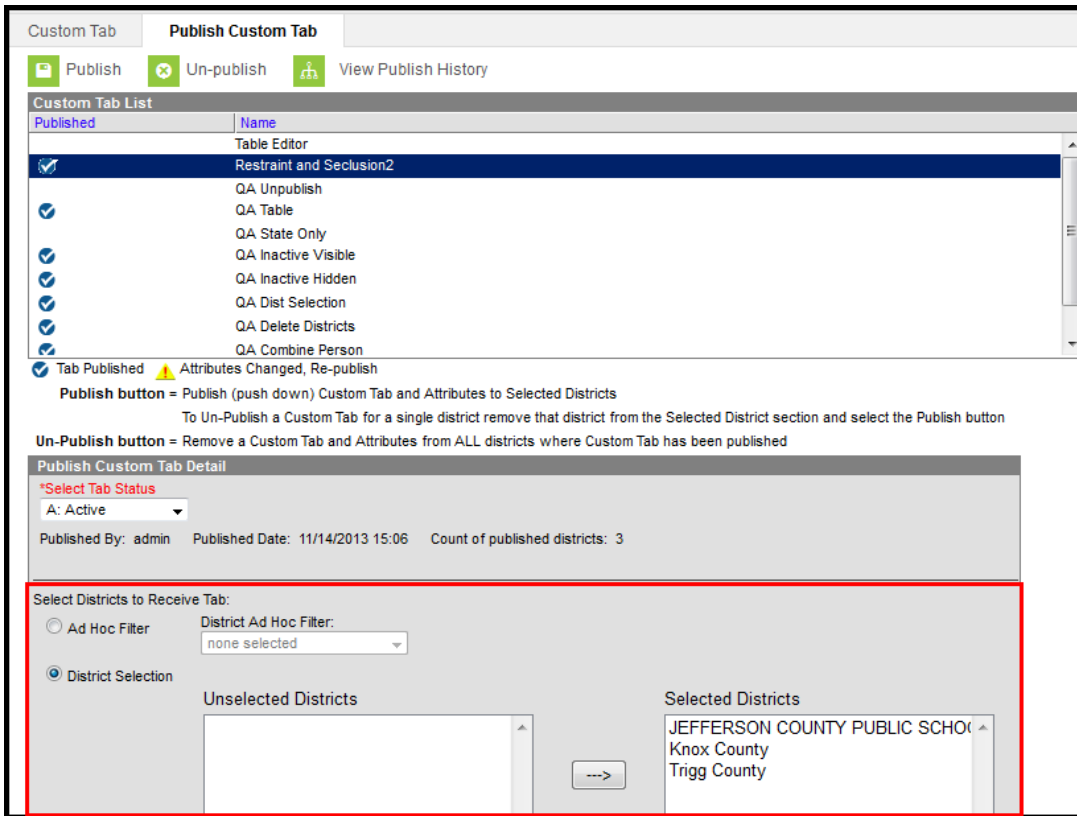 Custom Tab Publish Custom Tab
Publish Un-publish View Publish History
Custom Tab List
Published Name
Table Editor
Restraint and Seclusion2
QA Unpublish
QA Table
QA State Only
QA Inactive Visible
QA Inactive Hidden
QA Dist Selection
QA Delete Districts
QA Combine Person
Tab Published Attributes Changed, Re-publish
Publish button = Publish (push down) Custom Tab and Attributes to Selected Districts
To Un-Publish a Custom Tab for a single district remove that district from the Selected District section and select the Publish button
Un-Publish button = Remove a Custom Tab and Attributes from ALL districts where Custom Tab has been published
Publish Custom Tab Detail
*Select Tab Status
A: Active
Published By: admin Published Date: 11/14/2013 15:06 Count of published districts: 3
Select Districts to Receive Tab:
Ad Hoc Filter District Ad Hoc Filter:
none selected
District Selection
Unselected Districts Selected Districts
JEFFERSON COUNTY PUBLIC SCHO
Knox County
--->
Trigg County